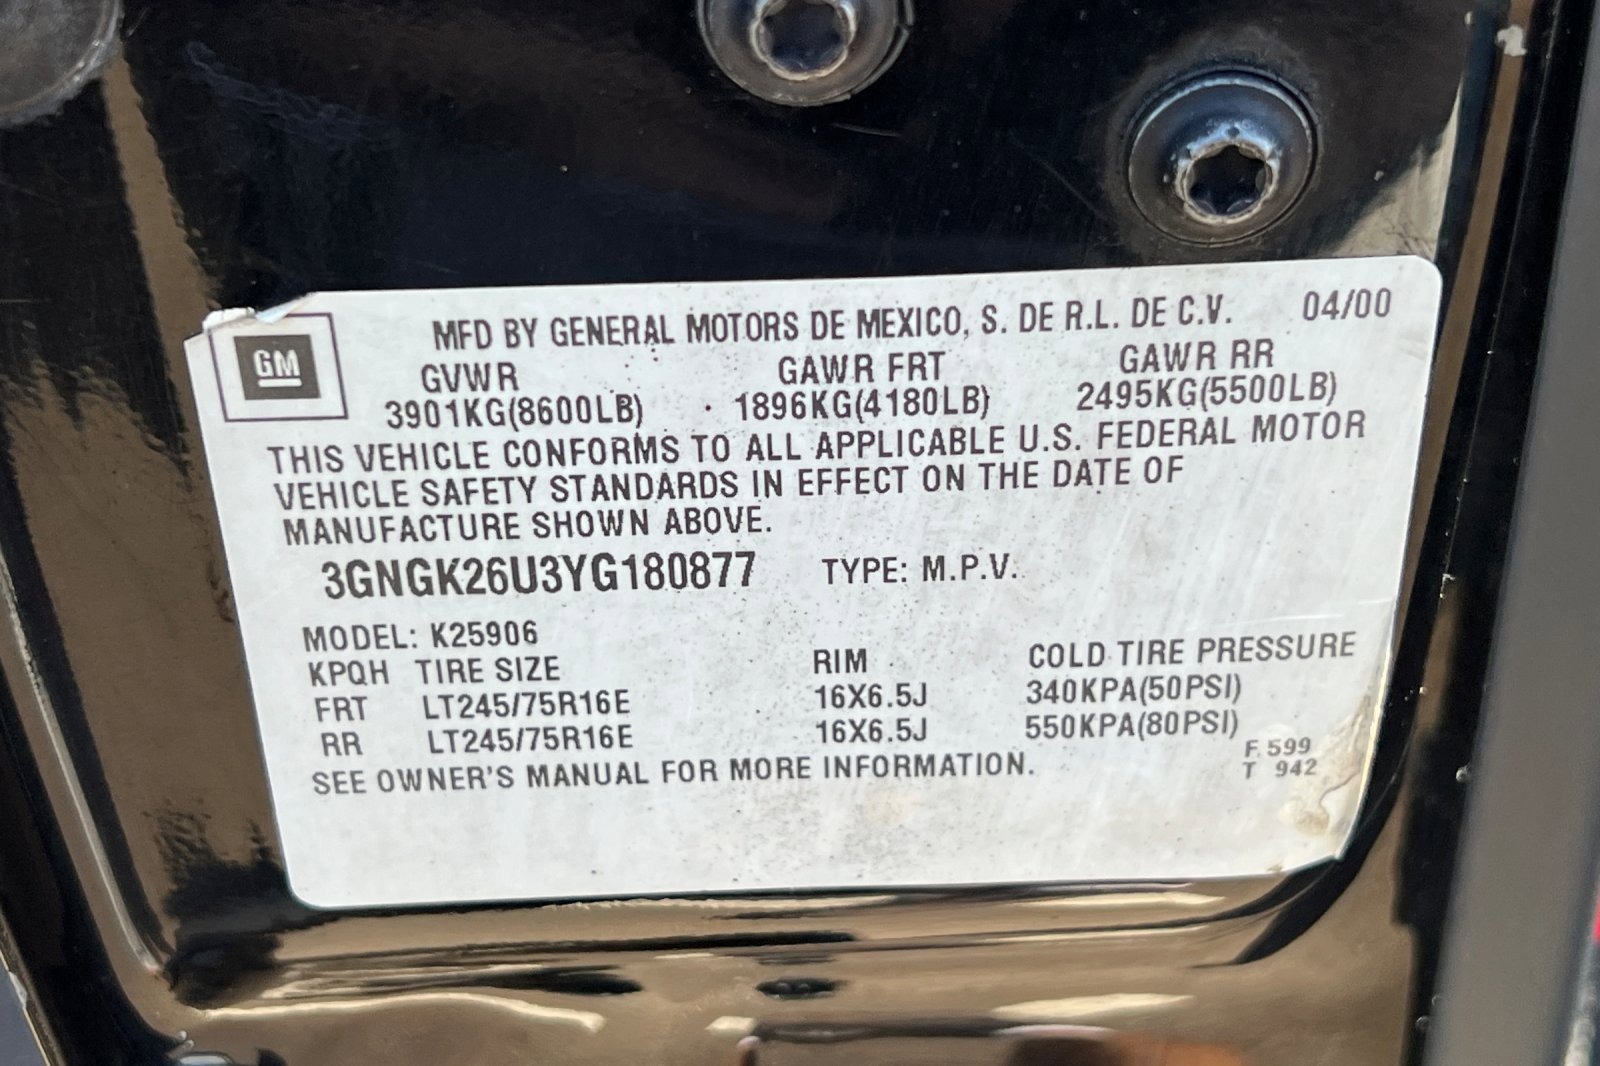 MFD BY GENERAL MOTORS DE MEXICO, S. DE R.L. DE C.V. 04/00
GM
GVWR GAWR FRT GAWR RR
3901KG(8600LB) 1896KG(4180LB) 2495KG(5500LB)
THIS VEHICLE CONFORMS TO ALL APPLICABLE U.S. FEDERAL MOTOR
VEHICLE SAFETY STANDARDS IN EFFECT ON THE DATE OF
MANUFACTURE SHOWN ABOVE.
3GNGK26U3YG180877 TYPE: M.P.V.
MODEL: K25906
KPQH TIRE SIZE RIM COLD TIRE PRESSURE
FRT LT245/75R16E 16X6.5J 340KPA(50PSI)
RR LT245/75R16E 16X6.5J 550KPA(80PSI)
F. 599
SEE OWNER'S MANUAL FOR MORE INFORMATION. T 942